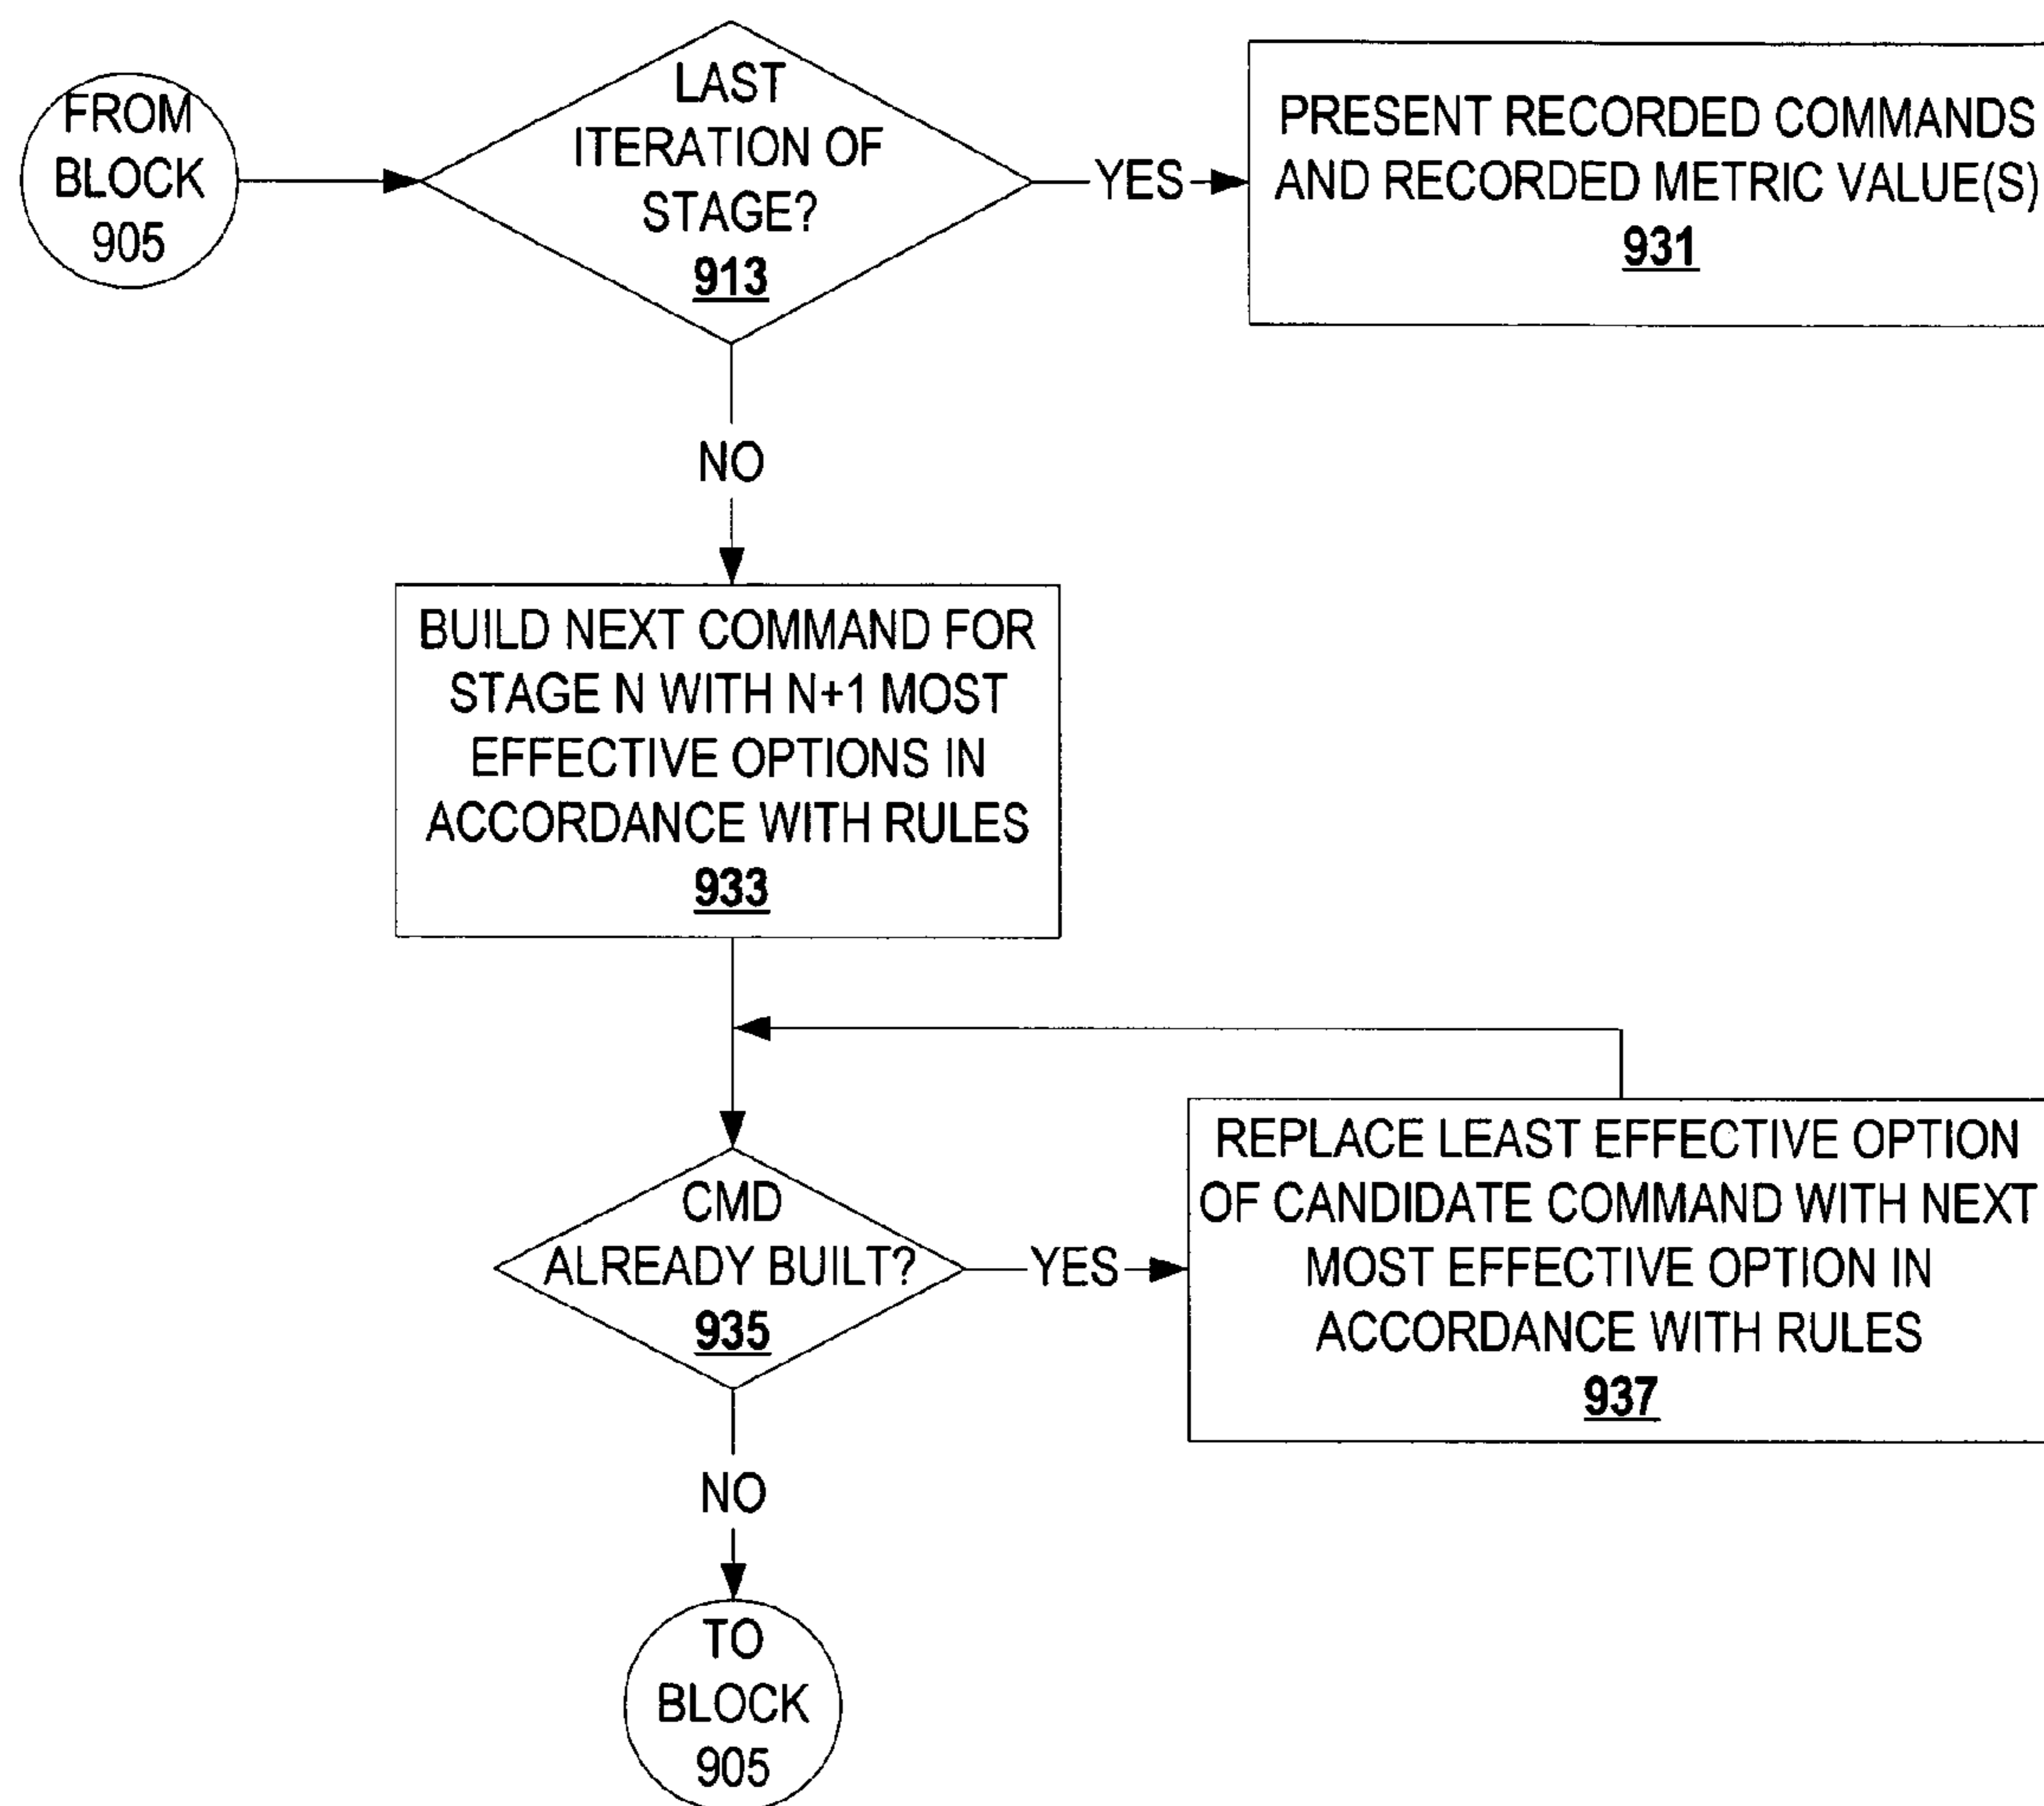 FROM
BLOCK
905
LAST
ITERATION OF
STAGE?
913
YES
PRESENT RECORDED COMMANDS
AND RECORDED METRIC VALUE(S)
931
NO
BUILD NEXT COMMAND FOR
STAGE N WITH N+1 MOST
EFFECTIVE OPTIONS IN
ACCORDANCE WITH RULES
933
CMD
ALREADY BUILT?
935
YES
REPLACE LEAST EFFECTIVE OPTION
OF CANDIDATE COMMAND WITH NEXT
MOST EFFECTIVE OPTION IN
ACCORDANCE WITH RULES
937
NO
TO
BLOCK
905